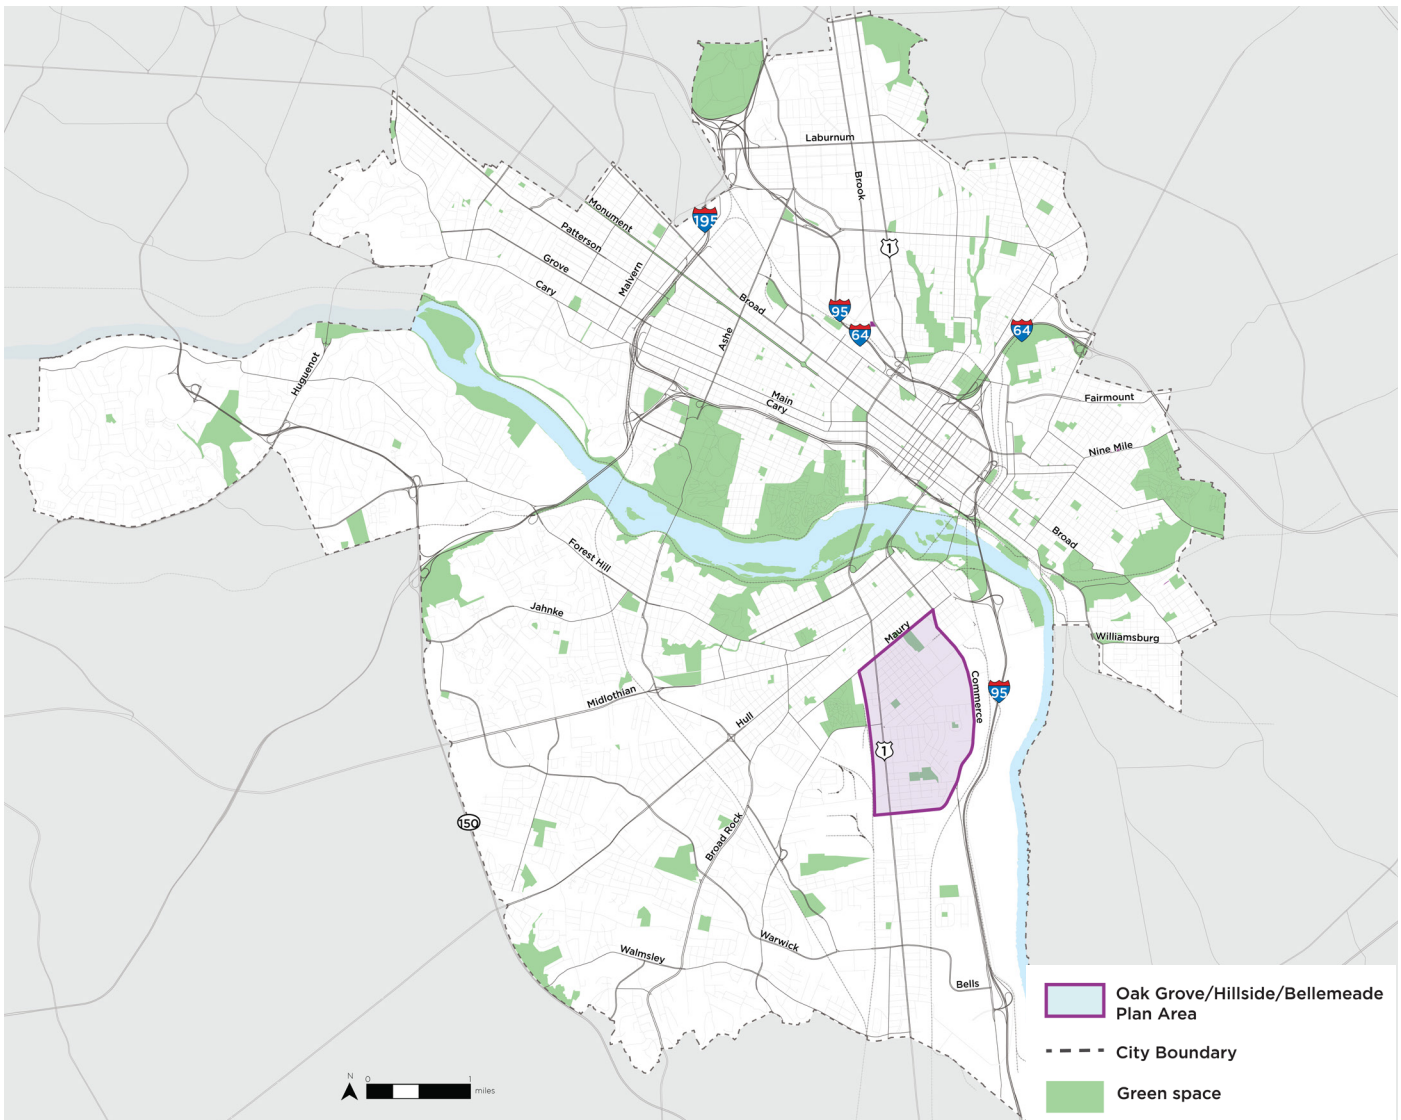 Laburnum
Brook
Monument
195
Patterson
1
Grove
Malvern
Cary
Broad
95
64
64
Ashe
Huguenot
Main
Cary
Fairmount
Nine Mile
Broad
Forest Hill
Jahnke
Maury
Williamsburg
Commerce
95
Midlothian
Hull
1
150
Broad Rock
Warwick
Walmsley
Bells
Oak Grove/Hillside/Bellemeade
Plan Area
City Boundary
Green space
N
0 1
miles